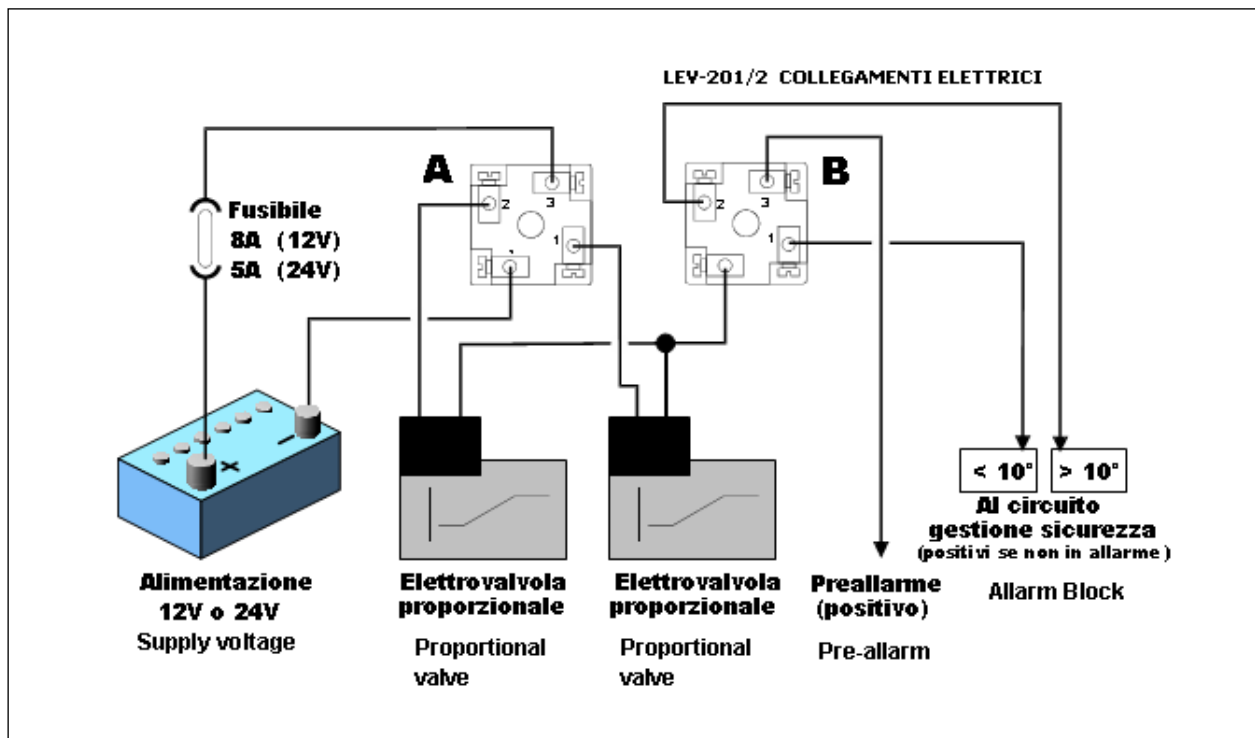 LEV-201/2 COLLEGAMENTI ELETTRICI
A
B
3
2
1
3
2
1
Fusibile
8A (12V)
5A (24V)
+
-
< 10°
> 10°
Al circuito
gestione sicurezza
(positivi se non in allarme)
Allarm Block
Alimentazione
12V o 24V
Supply voltage
Elettrovalvola
proporzionale
Proportional
valve
Elettrovalvola
proporzionale
Proportional
valve
Preallarme
(positivo)
Pre-allarm